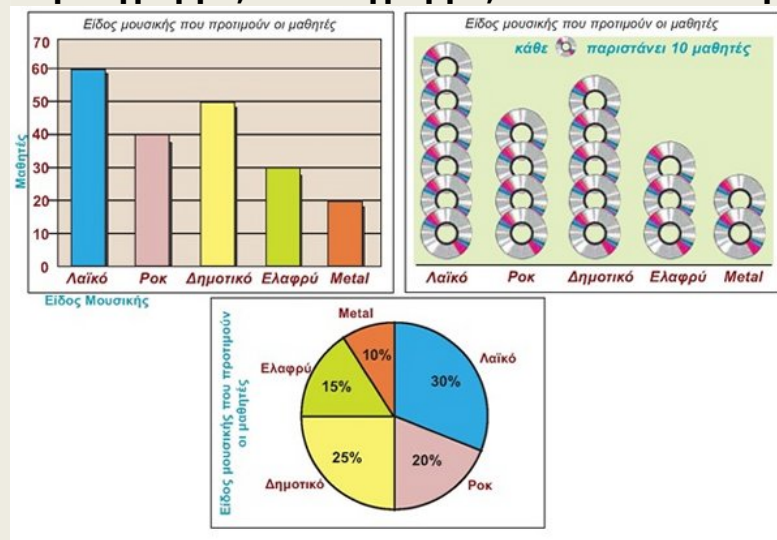 Είδος μουσικής που προτιμούν οι μαθητές
70
60
50
40
30
20
10
0
Μαθητές
Λαϊκό Ροκ Δημοτικό Ελαφρύ Metal
Είδος Μουσικής
Είδος μουσικής που προτιμούν οι μαθητές
κάθε παριστάνει 10 μαθητές
Λαϊκό Ροκ Δημοτικό Ελαφρύ Metal
Είδος μουσικής που προτιμούν
οι μαθητές
Metal
10%
Λαϊκό
30%
Ελαφρύ
15%
25%
20%
Δημοτικό
Ροκ